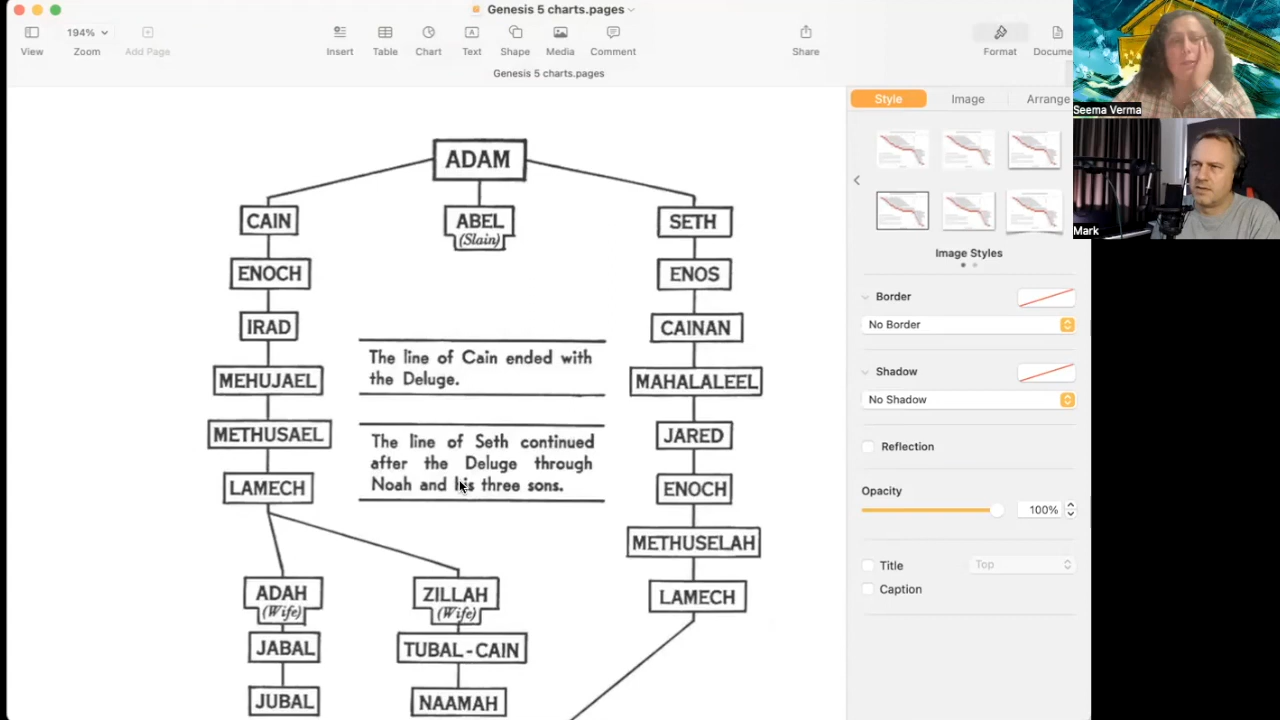 Genesis 5 charts.pages
194%
View
Zoom
Add Page
Insert
Table
Chart
Text
Shape
Media
Comment
Share
Format
Docume
Genesis 5 charts.pages
Style
Image
Arrange
Seema Verma
Mark
ADAM
CAIN
ABEL
(Slain)
SETH
ENOCH
ENOS
IRAD
CAINAN
The line of Cain ended with
the Deluge.
MEHUJAEL
MAHALALEEL
METHUSAEL
JARED
The line of Seth continued
after the Deluge through
Noah and his three sons.
LAMECH
ENOCH
METHUSELAH
ADAH
(Wife)
ZILLAH
(Wife)
LAMECH
JABAL
TUBAL-CAIN
JUBAL
NAAMAH
Image Styles
Border
No Border
Shadow
No Shadow
Reflection
Opacity
100%
Title
Top
Caption